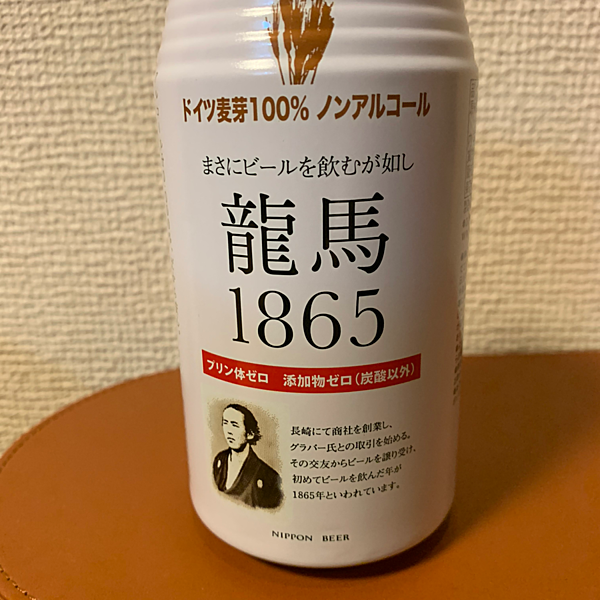 ドイツ麦芽100% ノンアルコール
まさにビールを飲むが如し
龍馬
1865
プリン体ゼロ 添加物ゼロ(炭酸以外)
長崎にて商社を創業し、
グラバー氏との取引を始める。
その交友からビールを譲り受け、
初めてビールを飲んだ年が
1865年といわれています。
NIPPON BEER